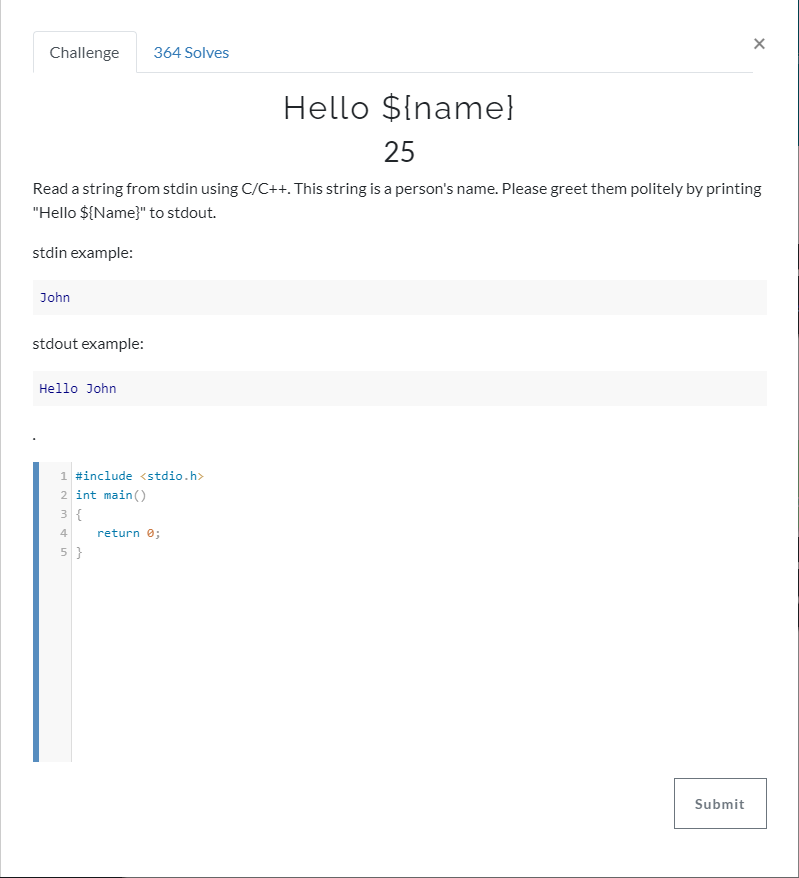 Challenge 364 Solves ×
Hello ${name}
25
Read a string from stdin using C/C++. This string is a person's name. Please greet them politely by printing
"Hello ${Name}" to stdout.
stdin example:
John
stdout example:
Hello John
.
1 #include <stdio.h>
2 int main()
3 {
4    return 0;
5 }
Submit